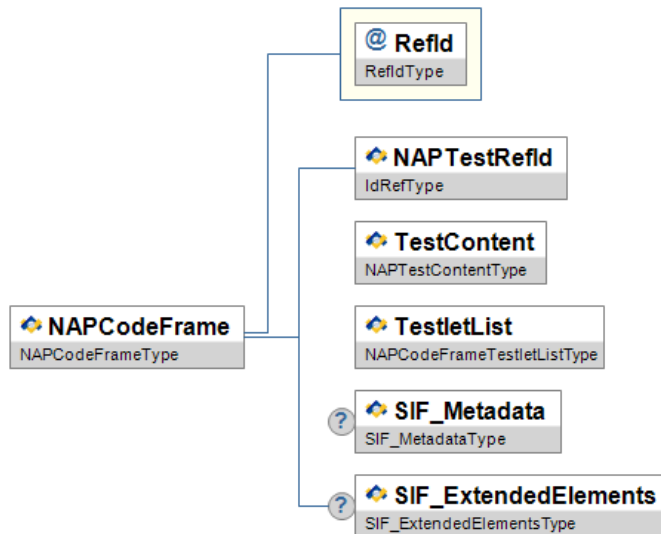 @ RefId
RefIdType
NAPTestRefId
IdRefType
TestContent
NAPTestContentType
NAPCodeFrame
NAPCodeFrameType
TestletList
NAPCodeFrameTestletListType
? SIF_Metadata
SIF_MetadataType
? SIF_ExtendedElements
SIF_ExtendedElementsType